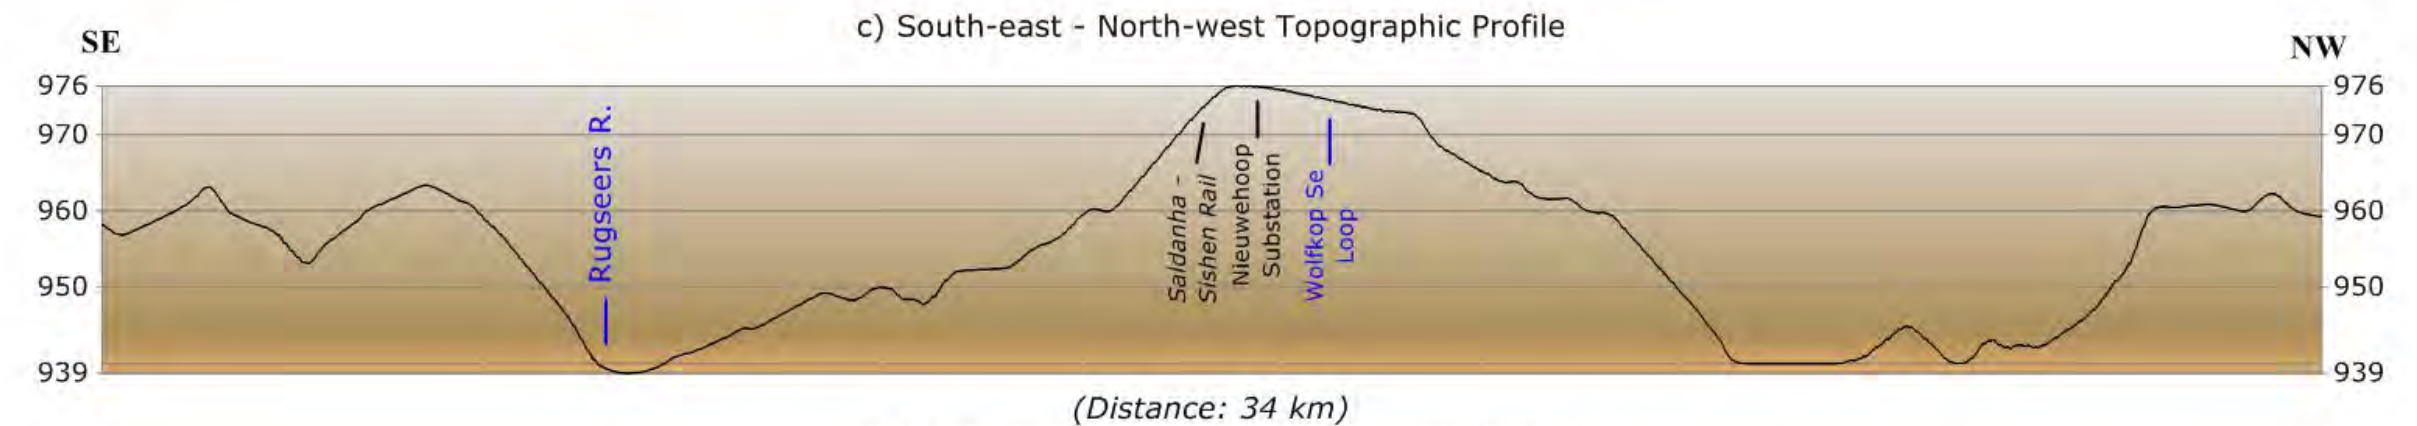 c) South-east - North-west Topographic Profile
SE
NW
976
976
970
970
960
960
950
950
939
939
Rugseers R.
Saldanha -
Sishen Rail
Nieuwehoop
Substation
Wolfkop Se
Loop
(Distance: 34 km)